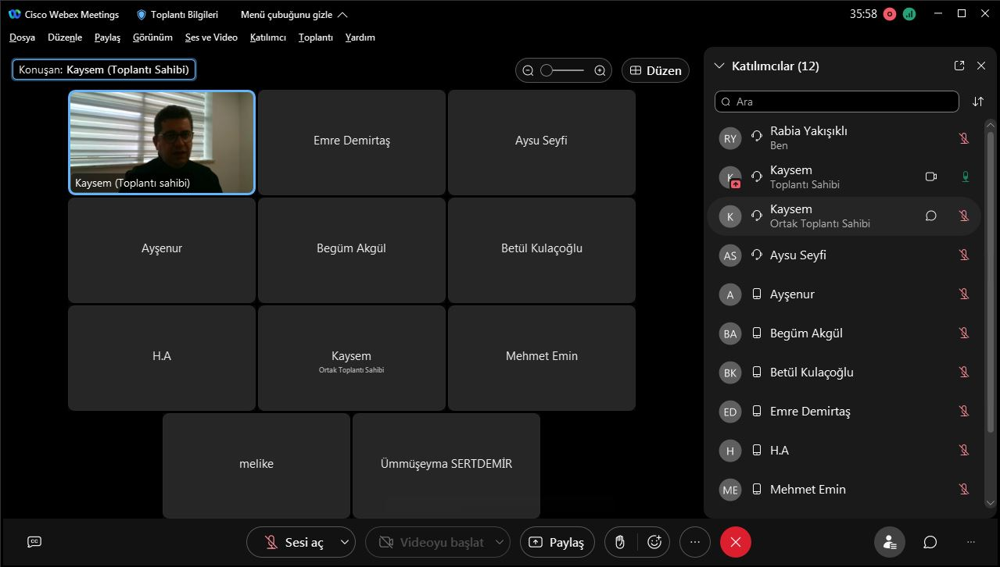 Cisco Webex Meetings Toplantı Bilgileri Menü çubuğunu gizle 35:58
Dosya Düzenle Paylaş Görünüm Ses ve Video Katılımcı Toplantı Yardım
Konuşan: Kaysem (Toplantı Sahibi)
Düzen
Kaysem (Toplantı sahibi)
Emre Demirtaş
Aysu Seyfi
Ayşenur
Begüm Akgül
Betül Kulaçoğlu
H.A
Kaysem
Ortak Toplantı Sahibi
Mehmet Emin
melike
Ümmüşeyma SERTDEMİR
Katılımcılar (12)
Ara
RY Rabia Yakışıklı
Ben
K Kaysem
Toplantı Sahibi
K Kaysem
Ortak Toplantı Sahibi
AS Aysu Seyfi
A Ayşenur
BA Begüm Akgül
BK Betül Kulaçoğlu
ED Emre Demirtaş
H H.A
ME Mehmet Emin
CC Sesi aç Videoyu başlat Paylaş